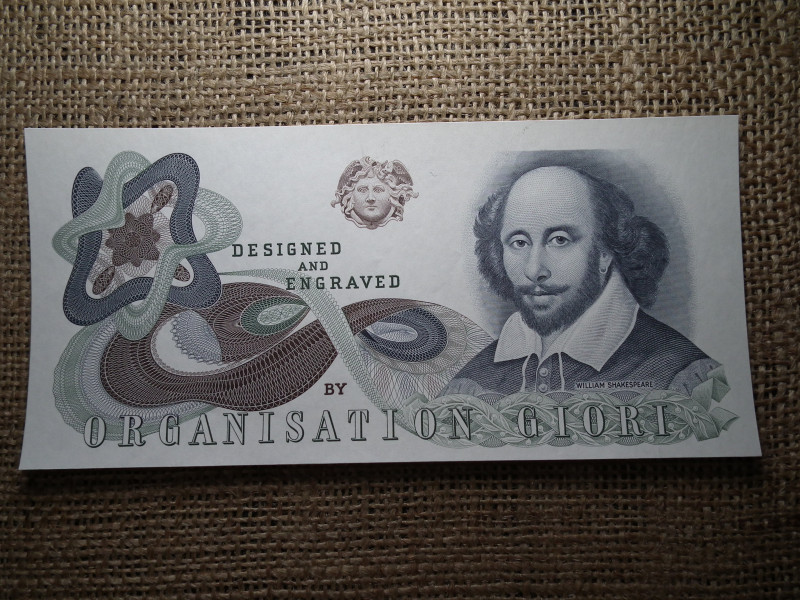 DESIGNED
AND
ENGRAVED
BY
ORGANISATION GIORI
WILLIAM SHAKESPEARE